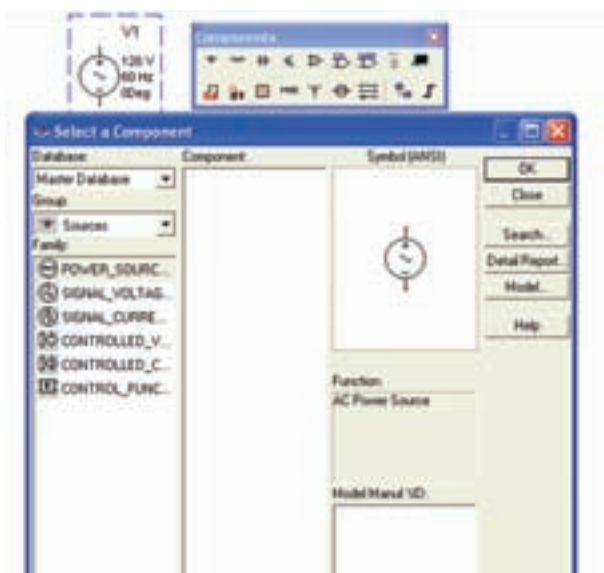 V1
120 V
60 Hz
0Deg
Components
Select a Component
Database:
Master Database
Group:
Sources
Family:
POWER_SOURC...
SIGNAL_VOLTAG...
SIGNAL_CURRE...
CONTROLLED_V...
CONTROLLED_C...
CONTROL_FUNC...
Component:
Symbol (ANSI)
Function:
AC Power Source
Model Manuf.\ID:
OK
Close
Search...
Detail Report...
Model...
Help